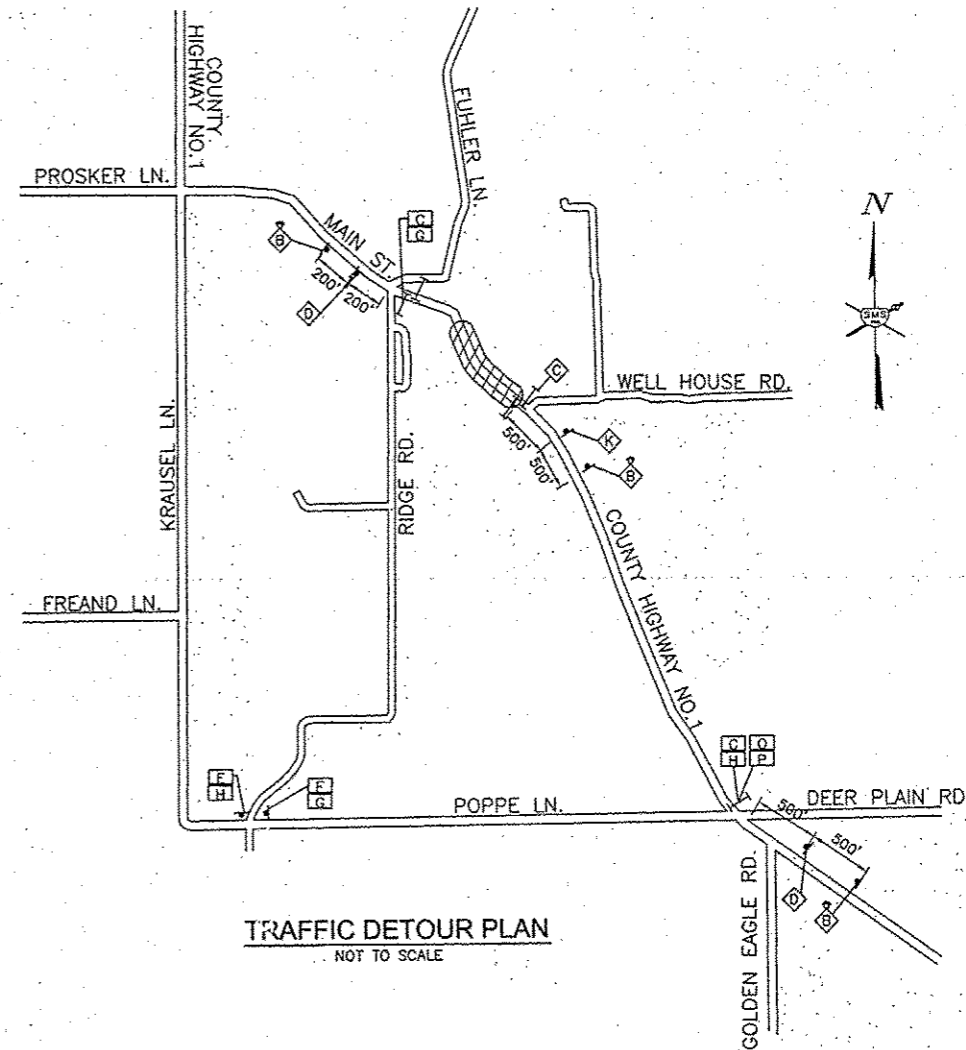 COUNTY
HIGHWAY NO.1
FUHLER LN.
PROSKER LN.
MAIN ST.
C
G
B
200'
200'
D
N
SMS
C
WELL HOUSE RD.
500'
500'
K
B
KRAUSEL LN.
RIDGE RD.
COUNTY HIGHWAY NO.1
FREAND LN.
C
H
O
P
F
H
F
G
POPPE LN.
DEER PLAIN RD
500'
500'
D
B
GOLDEN EAGLE RD.
TRAFFIC DETOUR PLAN
NOT TO SCALE